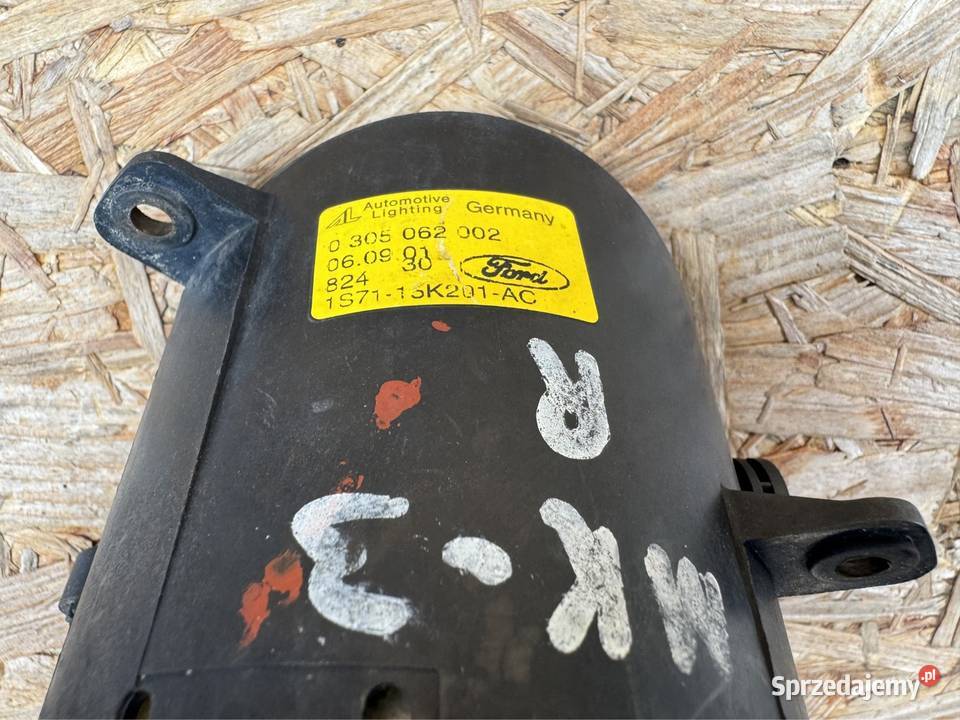 AL Automotive Lighting Germany
0 305 062 002
06.09.01
824 30 Ford
1S71-15K201-AC
R
MK-3
Sprzedajemy.pl